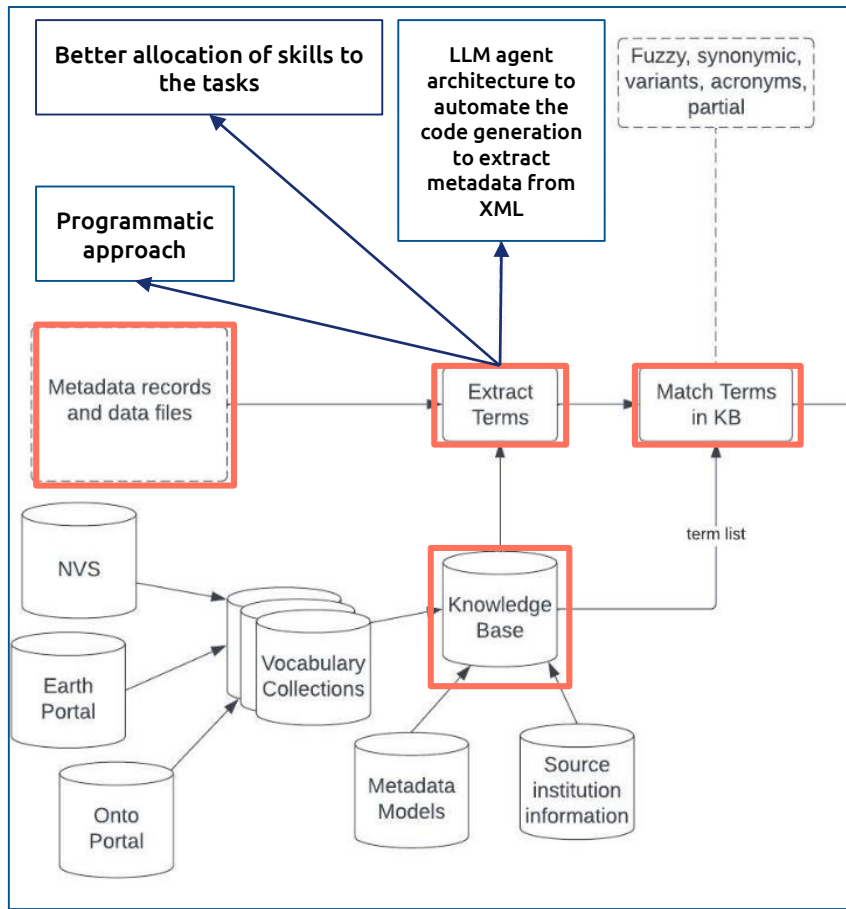 Better allocation of skills to
the tasks
LLM agent
architecture to
automate the
code generation
to extract
metadata from
XML
Fuzzy, synonymic,
variants, acronyms,
partial
Programmatic
approach
Metadata records
and data files
Extract
Terms
Match Terms
in KB
term list
NVS
Knowledge
Base
Vocabulary
Collections
Earth
Portal
Metadata
Models
Source
institution
information
Onto
Portal